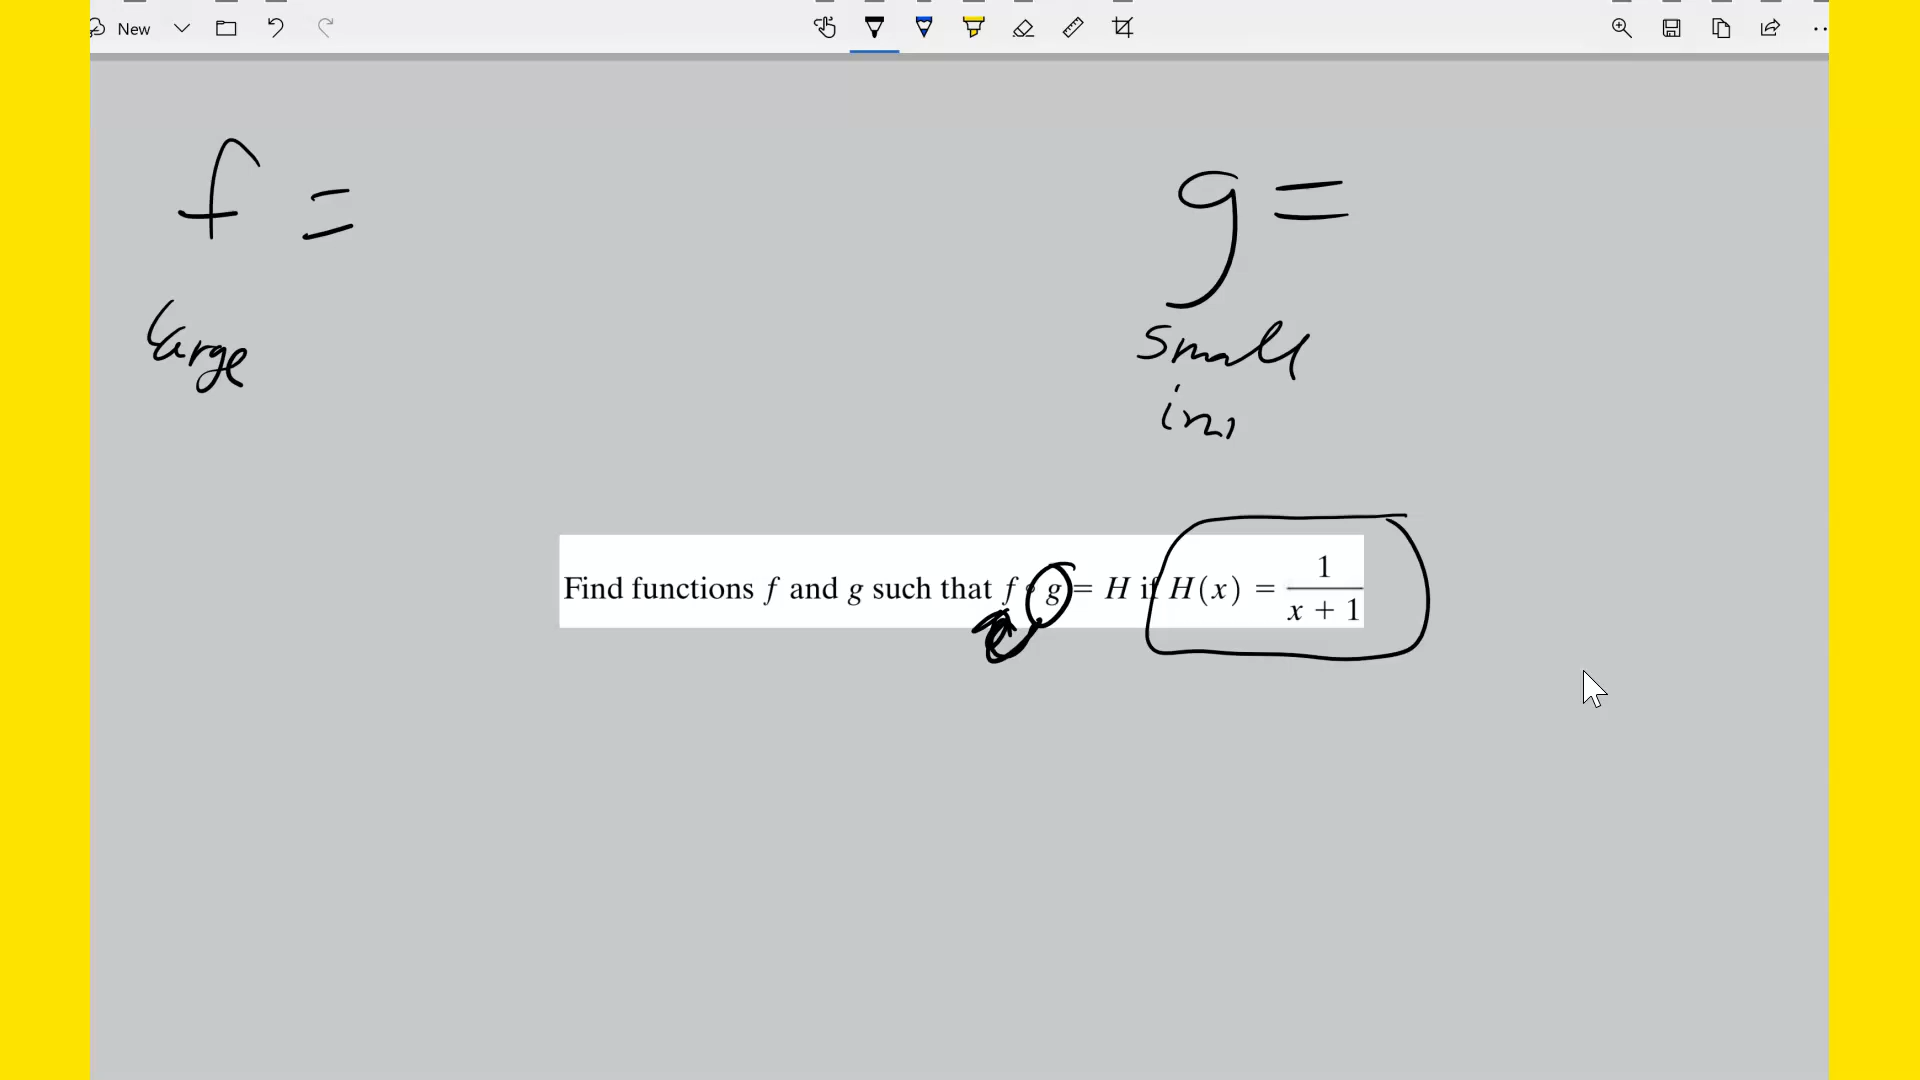 New
f =
g =
large
small
in
Find functions f and g such that f ∘ g = H if H(x) = 1/(x + 1)